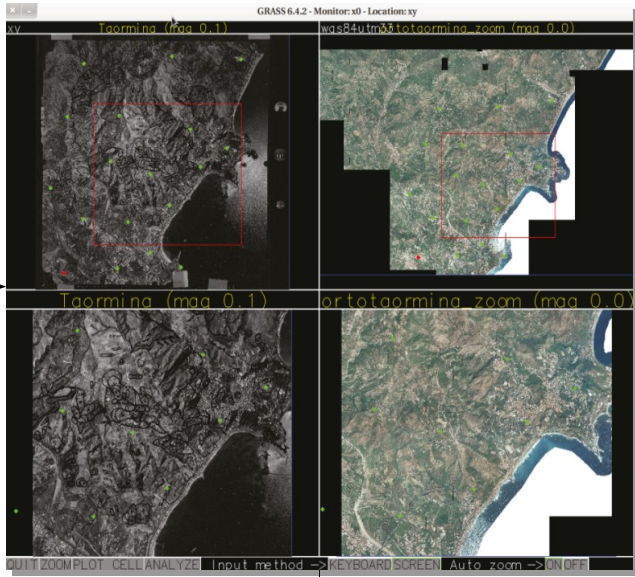 GRASS 6.4.2 - Monitor: x0 - Location: xy
xy Taormina (mag 0.1)
ortotaormina_zoom (mag 0.0)
Taormina (mag 0.1) ortotaormina_zoom (mag 0.0)
QUIT ZOOM PLOT CELL ANALYZE Input method -> KEYBOARD SCREEN Auto zoom -> ON OFF